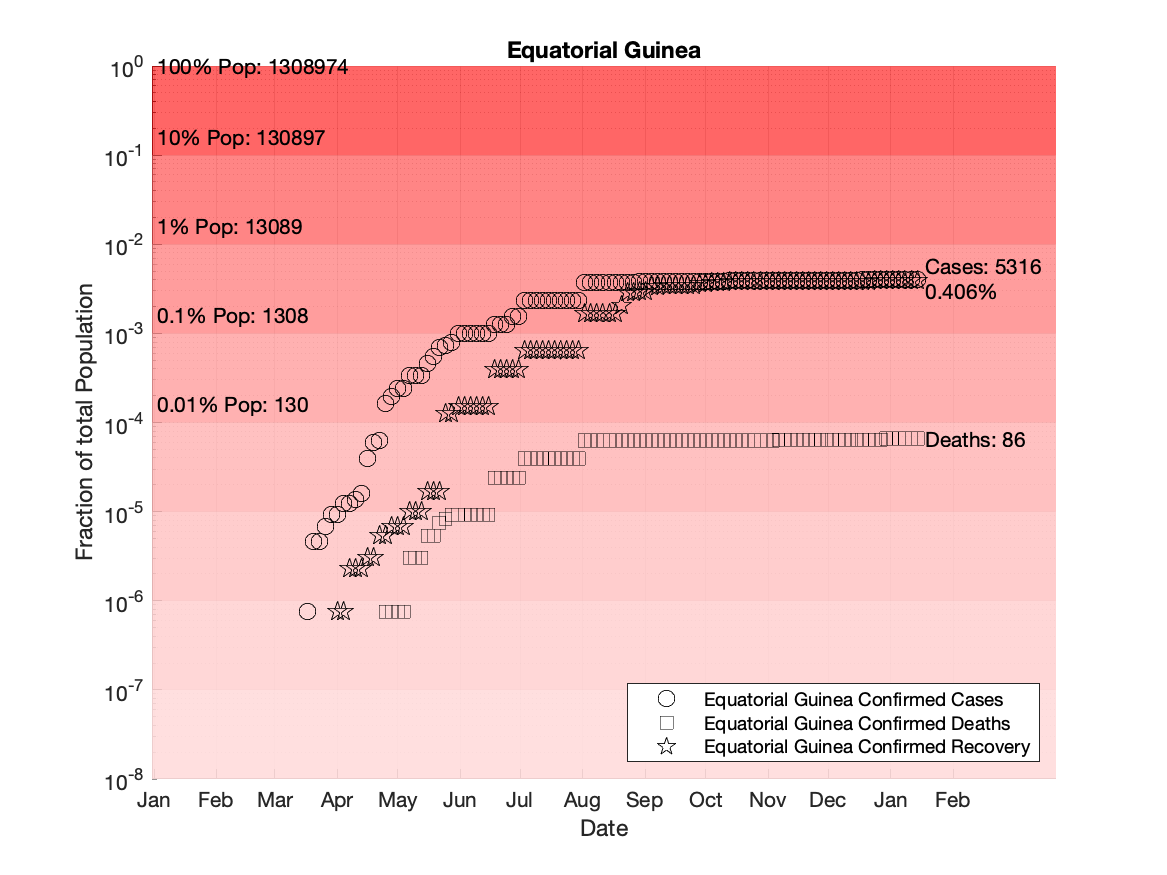 Equatorial Guinea
10^0
100% Pop: 1308974
10% Pop: 130897
10^-1
1% Pop: 13089
10^-2
Cases: 5316
0.406%
0.1% Pop: 1308
10^-3
0.01% Pop: 130
10^-4
Deaths: 86
10^-5
10^-6
10^-7
10^-8
Fraction of total Population
Equatorial Guinea Confirmed Cases
Equatorial Guinea Confirmed Deaths
Equatorial Guinea Confirmed Recovery
Jan Feb Mar Apr May Jun Jul Aug Sep Oct Nov Dec Jan Feb
Date